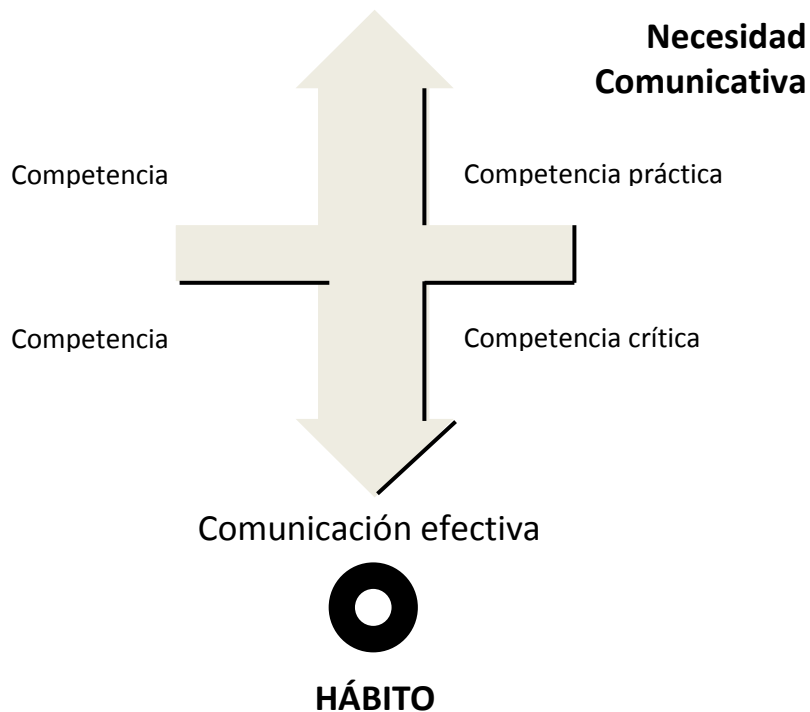 Necesidad
Comunicativa
Competencia
Competencia práctica
Competencia
Competencia crítica
Comunicación efectiva
HÁBITO